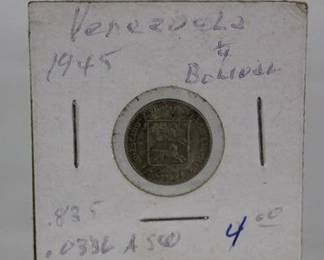 Venezuela
1/4
1945 Bolivar
.835
.0336 ASW
4.00